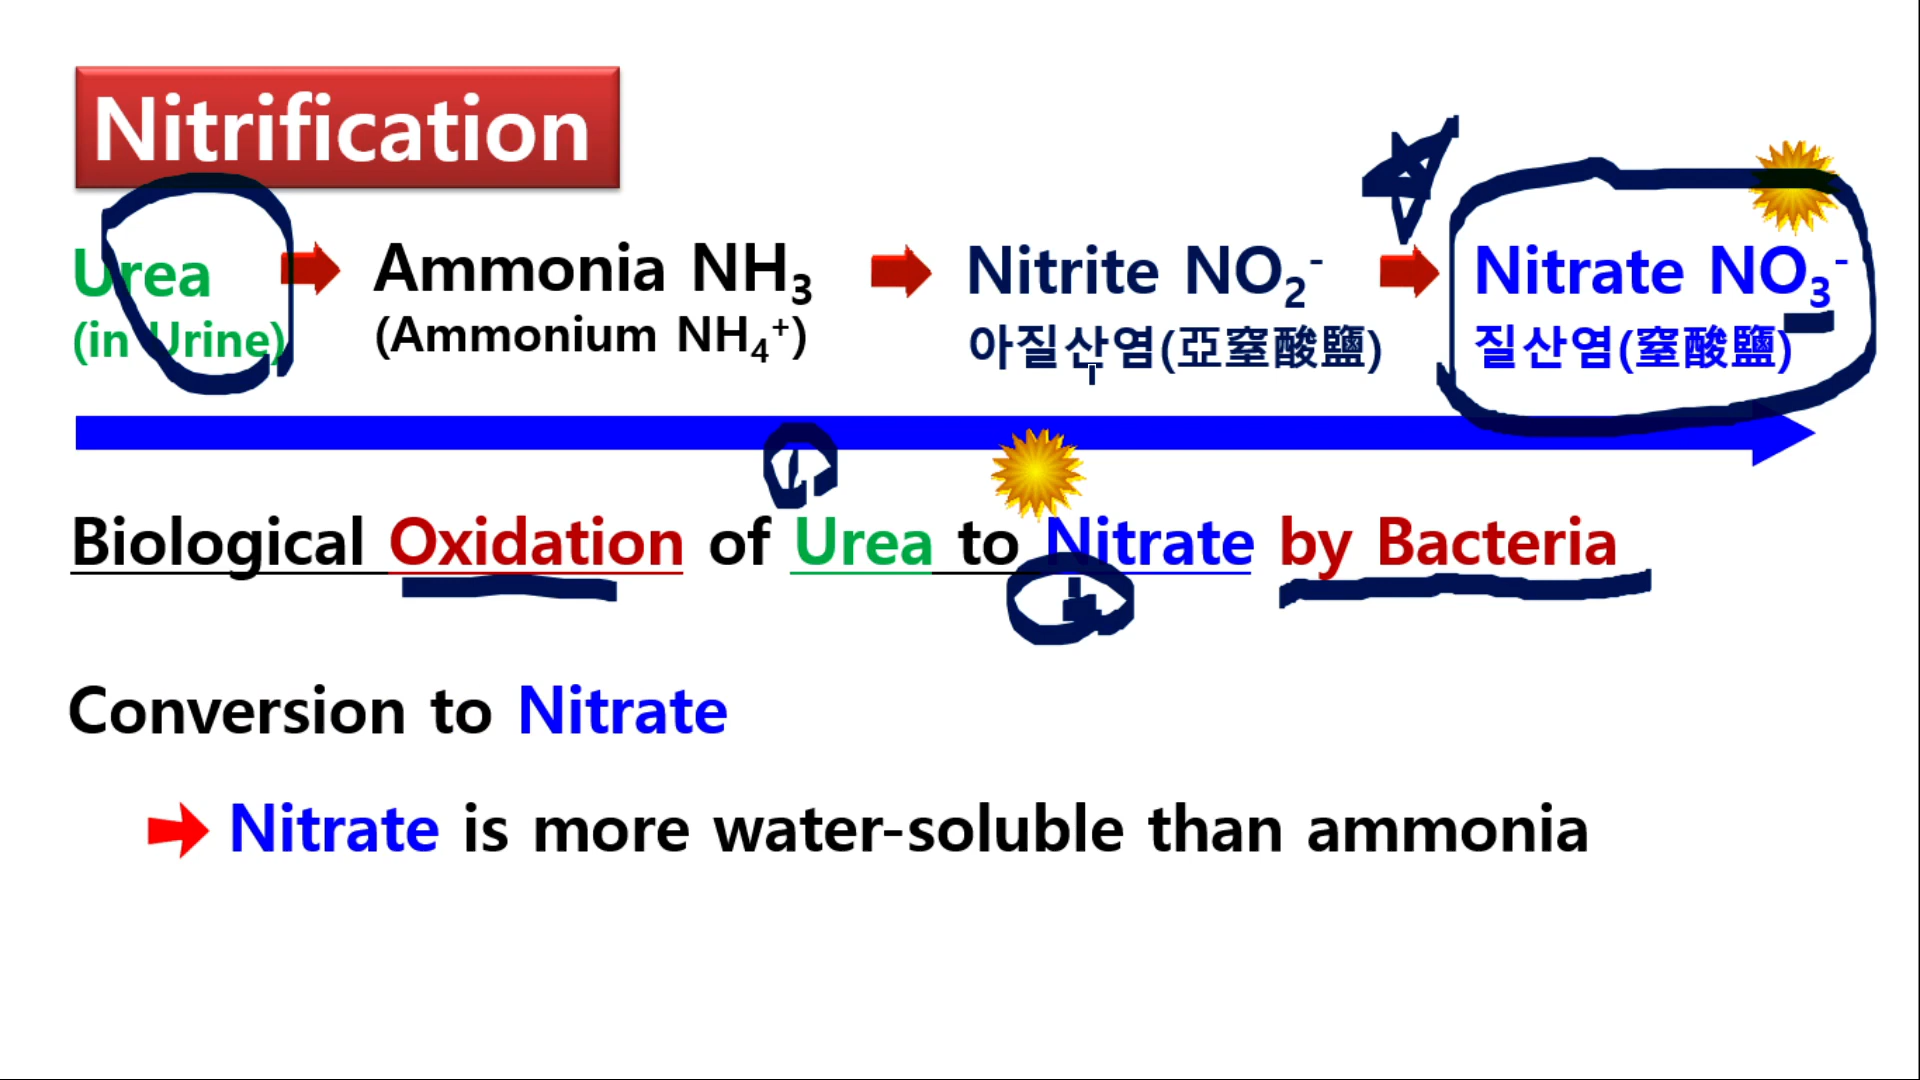 Nitrification
Urea → Ammonia NH₃ → Nitrite NO₂⁻ → Nitrate NO₃⁻
(in Urine) (Ammonium NH₄⁺) 아질산염(亞窒酸鹽) 질산염(窒酸鹽)
Biological Oxidation of Urea to Nitrate by Bacteria
Conversion to Nitrate
Nitrate is more water-soluble than ammonia